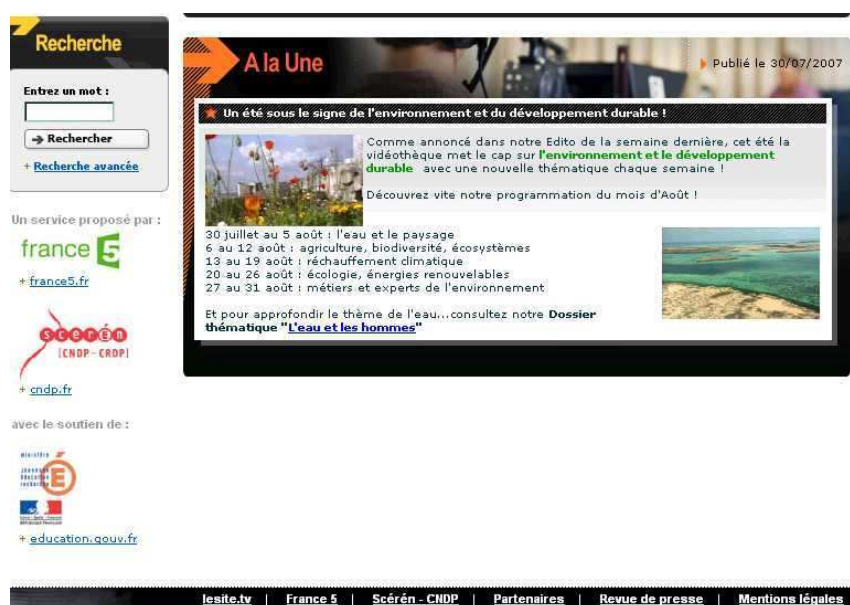 Recherche
Entrez un mot :
Rechercher
+ Recherche avancée
Un service proposé par :
france 5
+ france5.fr
scérén
[CNDP-CRDP]
+ cndp.fr
avec le soutien de :
ministère
jeunesse
éducation
recherche
+ education.gouv.fr
A la Une
Publié le 30/07/2007
Un été sous le signe de l'environnement et du développement durable !
Comme annoncé dans notre Edito de la semaine dernière, cet été la
vidéothèque met le cap sur l'environnement et le développement
durable avec une nouvelle thématique chaque semaine !
Découvrez vite notre programmation du mois d'Août !
30 juillet au 5 août : l'eau et le paysage
6 au 12 août : agriculture, biodiversité, écosystèmes
13 au 19 août : réchauffement climatique
20 au 26 août : écologie, énergies renouvelables
27 au 31 août : métiers et experts de l'environnement
Et pour approfondir le thème de l'eau...consultez notre Dossier
thématique "L'eau et les hommes"
lesite.tv | France 5 | Scérén - CNDP | Partenaires | Revue de presse | Mentions légales